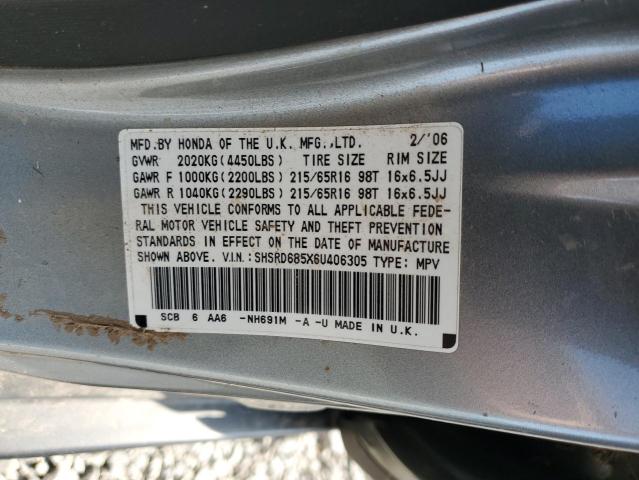 MFD.BY HONDA OF THE U.K. MFG.,LTD. 2/'06
GVWR 2020KG(4450LBS) TIRE SIZE RIM SIZE
GAWR F 1000KG(2200LBS) 215/65R16 98T 16x6.5JJ
GAWR R 1040KG(2290LBS) 215/65R16 98T 16x6.5JJ
THIS VEHICLE CONFORMS TO ALL APPLICABLE FEDE-
RAL MOTOR VEHICLE SAFETY AND THEFT PREVENTION
STANDARDS IN EFFECT ON THE DATE OF MANUFACTURE
SHOWN ABOVE. V.I.N.:SHSRD685X6U406305 TYPE: MPV
SCB 6 AA6 -NH691M -A -U MADE IN U.K.